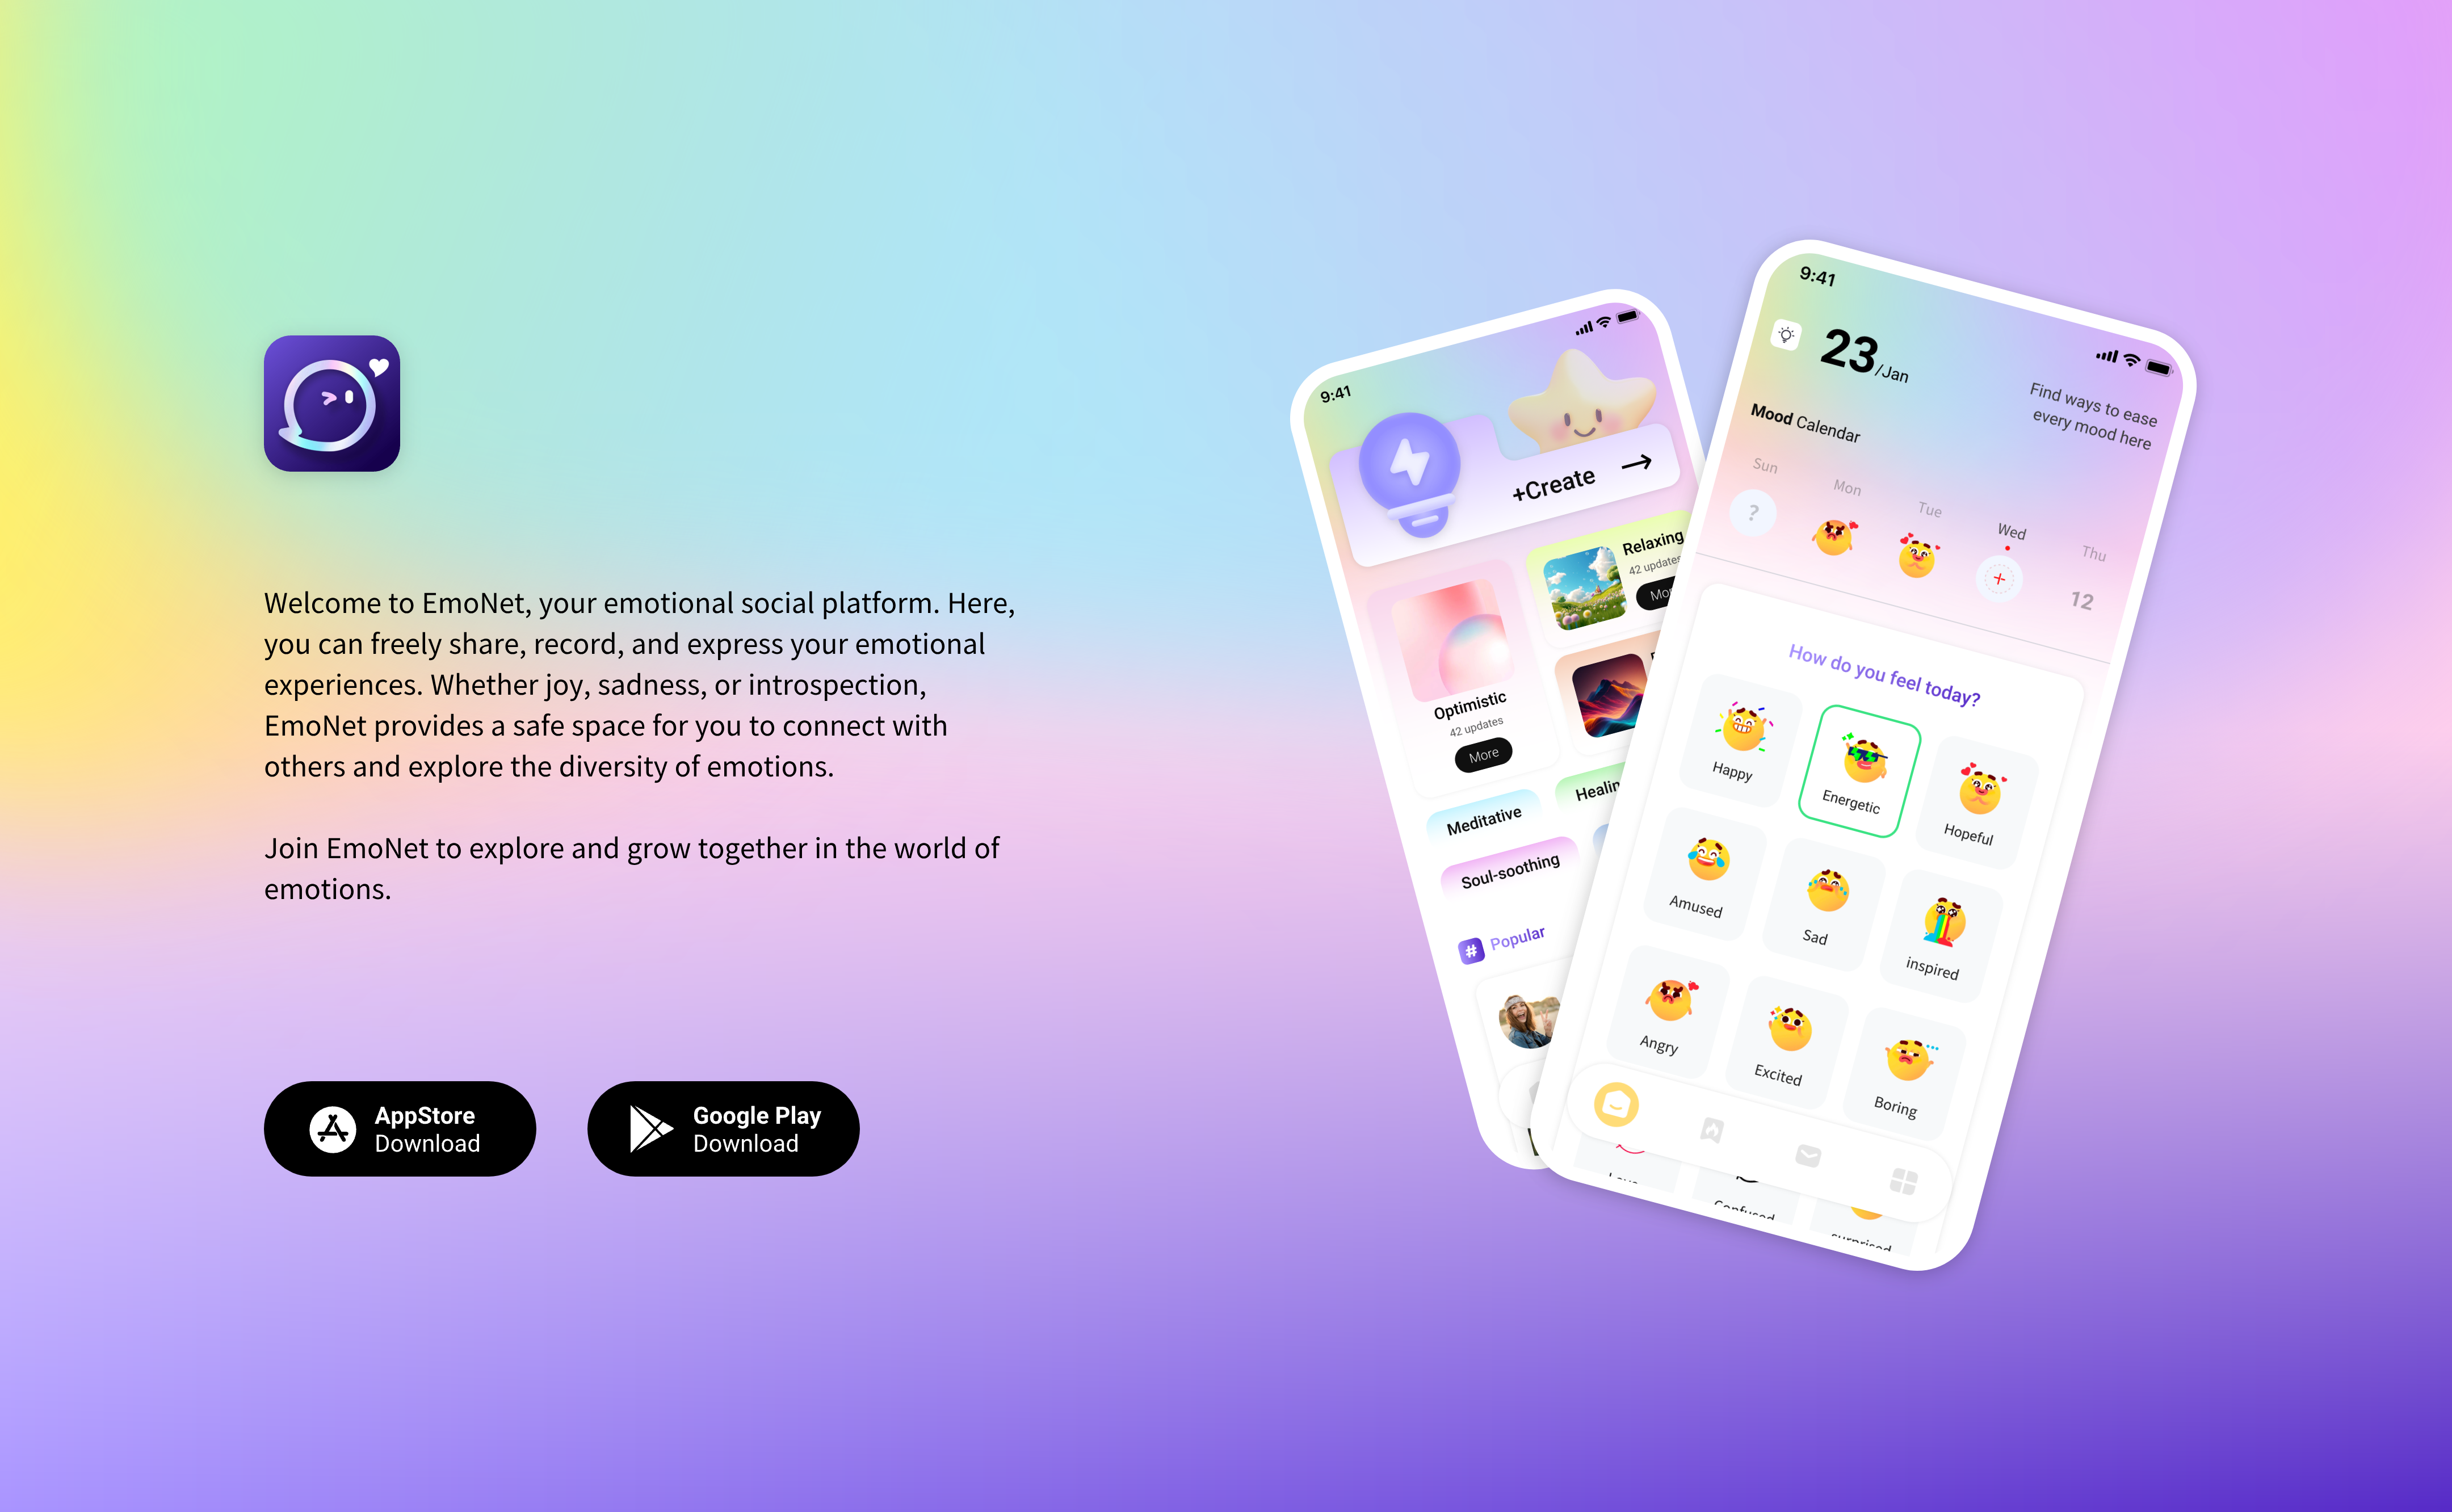 Welcome to EmoNet, your emotional social platform. Here,
you can freely share, record, and express your emotional
experiences. Whether joy, sadness, or introspection,
EmoNet provides a safe space for you to connect with
others and explore the diversity of emotions.
Join EmoNet to explore and grow together in the world of
emotions.
AppStore
Download
Google Play
Download
9:41
+Create
Relaxing
42 updates
Optimistic
42 updates
More
Meditative
Soul-soothing
# Popular
9:41
23/Jan
Find ways to ease
every mood here
Mood Calendar
Sun Mon Tue Wed Thu
? + 12
How do you feel today?
Happy Energetic Hopeful
Amused Sad inspired
Angry Excited Boring
Confused surprised